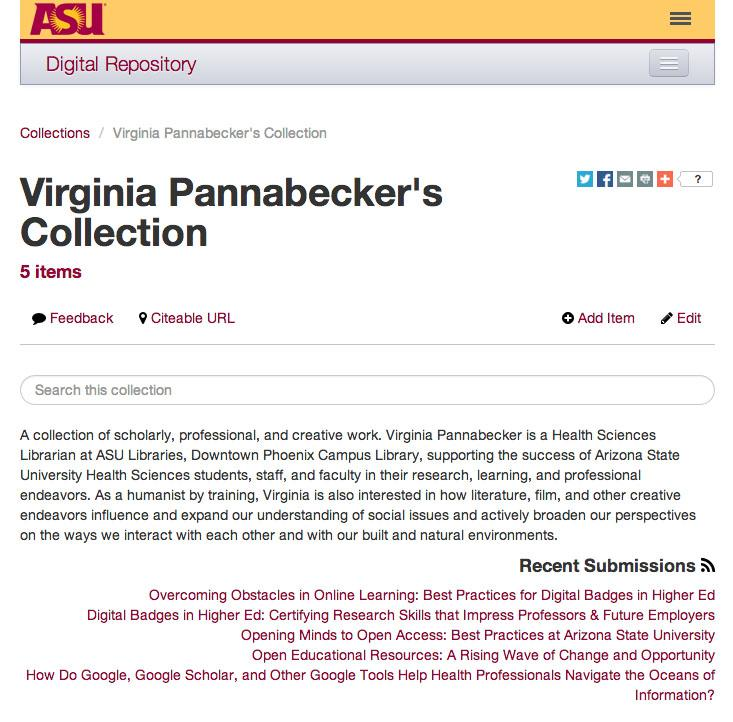 ASU
Digital Repository
Collections / Virginia Pannabecker's Collection
Virginia Pannabecker's
Collection
?
5 items
Feedback Citeable URL Add Item Edit
Search this collection
A collection of scholarly, professional, and creative work. Virginia Pannabecker is a Health Sciences
Librarian at ASU Libraries, Downtown Phoenix Campus Library, supporting the success of Arizona State
University Health Sciences students, staff, and faculty in their research, learning, and professional
endeavors. As a humanist by training, Virginia is also interested in how literature, film, and other creative
endeavors influence and expand our understanding of social issues and actively broaden our perspectives
on the ways we interact with each other and with our built and natural environments.
Recent Submissions
Overcoming Obstacles in Online Learning: Best Practices for Digital Badges in Higher Ed
Digital Badges in Higher Ed: Certifying Research Skills that Impress Professors & Future Employers
Opening Minds to Open Access: Best Practices at Arizona State University
Open Educational Resources: A Rising Wave of Change and Opportunity
How Do Google, Google Scholar, and Other Google Tools Help Health Professionals Navigate the Oceans of
Information?